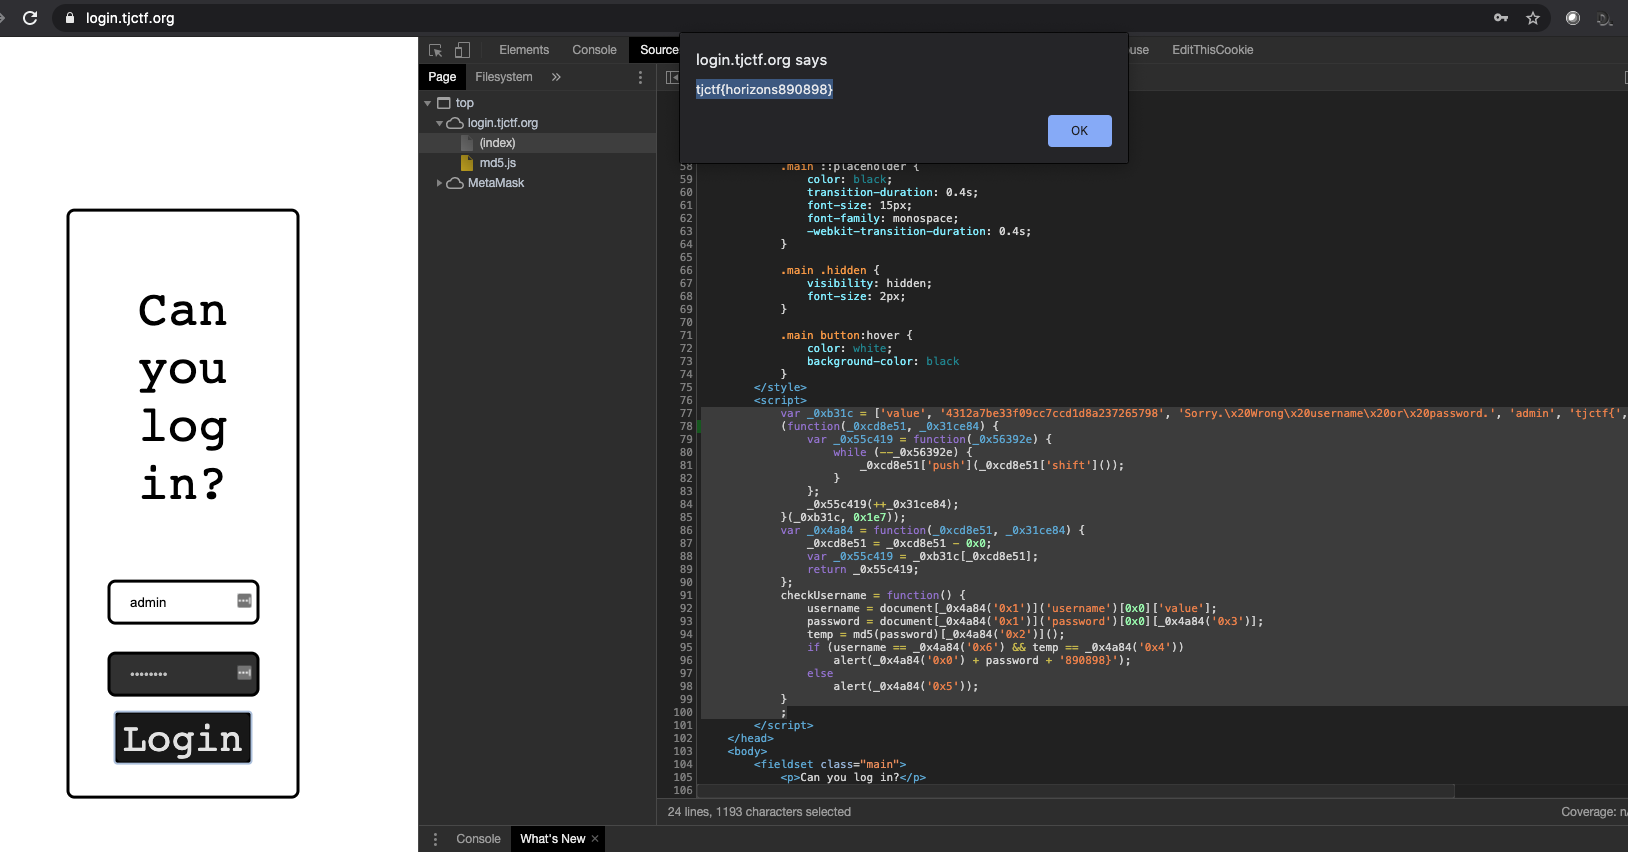 login.tjctf.org
Elements Console Source use EditThisCookie
login.tjctf.org says
tjctf{horizons890898}
OK
Page Filesystem »
top
login.tjctf.org
(index)
md5.js
MetaMask
Can
you
log
in?
admin
••••••••
Login
58 .main ::placeholder {
59 color: black;
60 transition-duration: 0.4s;
61 font-size: 15px;
62 font-family: monospace;
63 -webkit-transition-duration: 0.4s;
64 }
65
66 .main .hidden {
67 visibility: hidden;
68 font-size: 2px;
69 }
70
71 .main button:hover {
72 color: white;
73 background-color: black
74 }
75 </style>
76 <script>
77 var _0xb31c = ['value', '4312a7be33f09cc7ccd1d8a237265798', 'Sorry.\x20Wrong\x20username\x20or\x20password.', 'admin', 'tjctf{',
78 (function(_0xcd8e51, _0x31ce84) {
79 var _0x55c419 = function(_0x56392e) {
80 while (--_0x56392e) {
81 _0xcd8e51['push'](_0xcd8e51['shift']());
82 }
83 };
84 _0x55c419(++_0x31ce84);
85 }(_0xb31c, 0x1e7));
86 var _0x4a84 = function(_0xcd8e51, _0x31ce84) {
87 _0xcd8e51 = _0xcd8e51 - 0x0;
88 var _0x55c419 = _0xb31c[_0xcd8e51];
89 return _0x55c419;
90 };
91 checkUsername = function() {
92 username = document[_0x4a84('0x1')]('username')[0x0]['value'];
93 password = document[_0x4a84('0x1')]('password')[0x0][_0x4a84('0x3')];
94 temp = md5(password)[_0x4a84('0x2')]();
95 if (username == _0x4a84('0x6') && temp == _0x4a84('0x4'))
96 alert(_0x4a84('0x0') + password + '890898}');
97 else
98 alert(_0x4a84('0x5'));
99 }
100 ;
101 </script>
102 </head>
103 <body>
104 <fieldset class="main">
105 <p>Can you log in?</p>
106
24 lines, 1193 characters selected
Coverage:
Console What's New ×